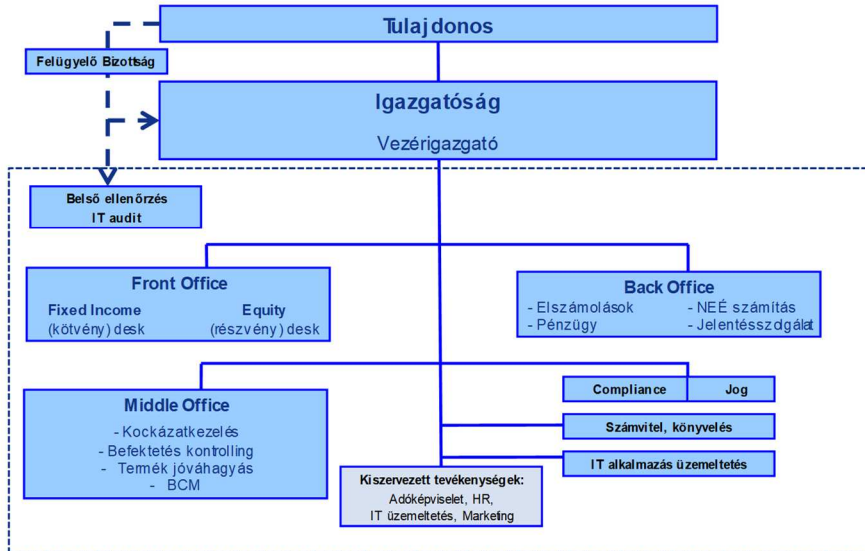 Tulajdonos
Felügyelő Bizottság
Igazgatóság
Vezérigazgató
Belső ellenőrzés
IT audit
Front Office
Fixed Income
(kötvény) desk
Equity
(részvény) desk
Back Office
- Elszámolások
- NEÉ számítás
- Pénzügy
- Jelentésszolgálat
Middle Office
- Kockázatkezelés
- Befektetés kontrolling
- Termék jóváhagyás
- BCM
Compliance
Jog
Számvitel, könyvelés
IT alkalmazás üzemeltetés
Kiszervezett tevékenységek:
Adóképviselet, HR,
IT üzemeltetés, Marketing